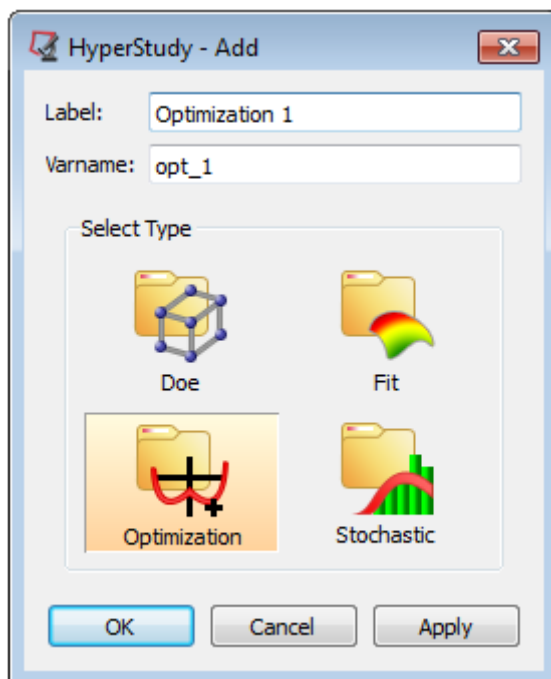 HyperStudy - Add
Label: Optimization 1
Varname: opt_1
Select Type
Doe Fit
Optimization Stochastic
OK Cancel Apply